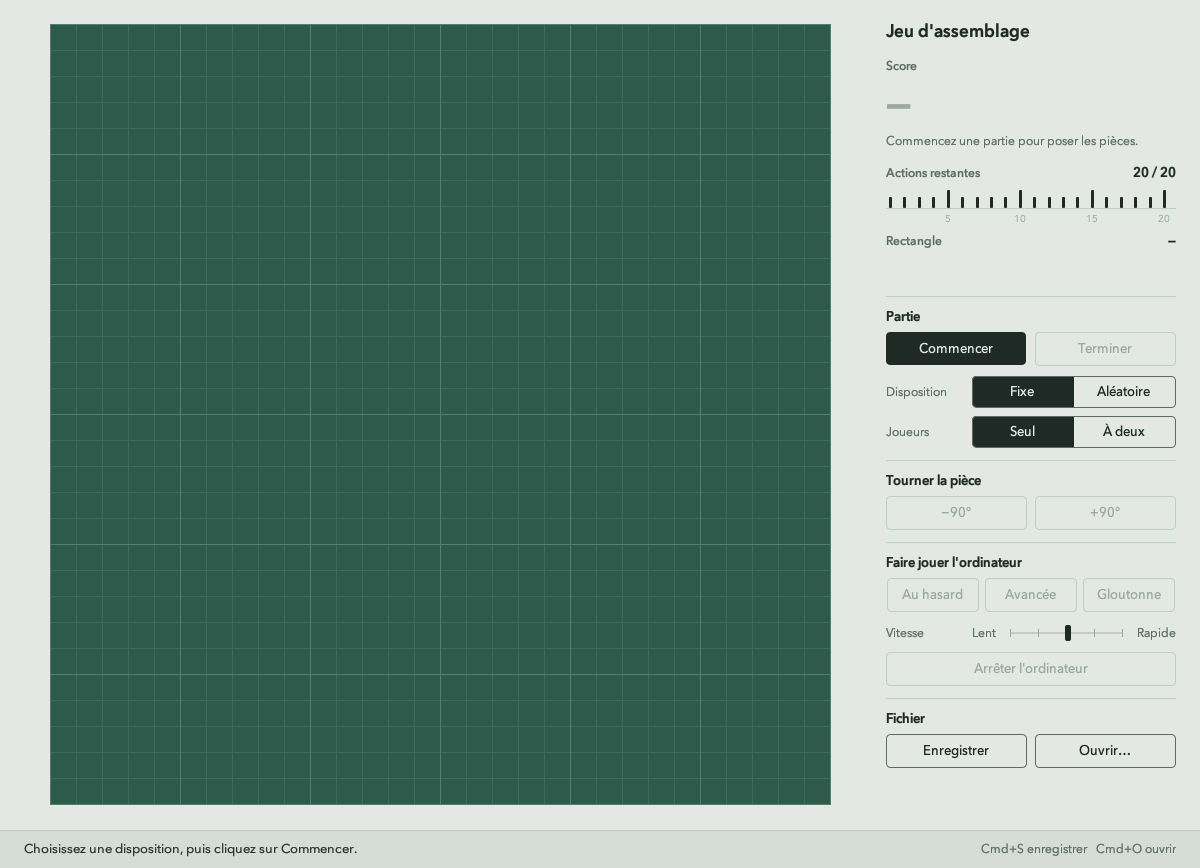 Jeu d'assemblage
Score
—
Commencez une partie pour poser les pièces.
Actions restantes 20 / 20
5 10 15 20
Rectangle –
Partie
Commencer Terminer
Disposition Fixe Aléatoire
Joueurs Seul À deux
Tourner la pièce
−90° +90°
Faire jouer l'ordinateur
Au hasard Avancée Gloutonne
Vitesse Lent Rapide
Arrêter l'ordinateur
Fichier
Enregistrer Ouvrir…
Choisissez une disposition, puis cliquez sur Commencer. Cmd+S enregistrer Cmd+O ouvrir